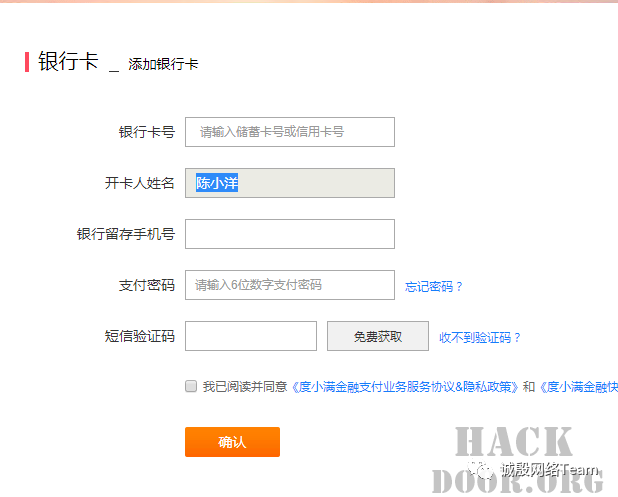 银行卡 _ 添加银行卡
银行卡号 请输入储蓄卡号或信用卡号
开卡人姓名 陈小洋
银行留存手机号
支付密码 请输入6位数字支付密码 忘记密码？
短信验证码 免费获取 收不到验证码？
我已阅读并同意《度小满金融支付业务服务协议&隐私政策》和《度小满金融快
确认
HACK
诚殷网络Team
DOOR.ORG